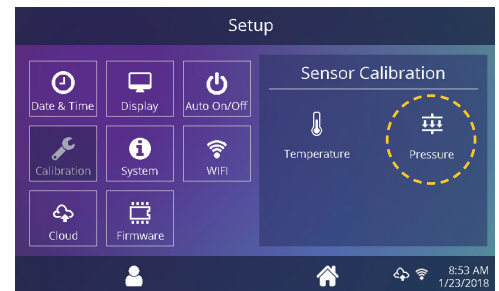 Setup
Date & Time
Display
Auto On/Off
Calibration
System
WIFI
Cloud
Firmware
Sensor Calibration
Temperature
Pressure
8:53 AM
1/23/2018